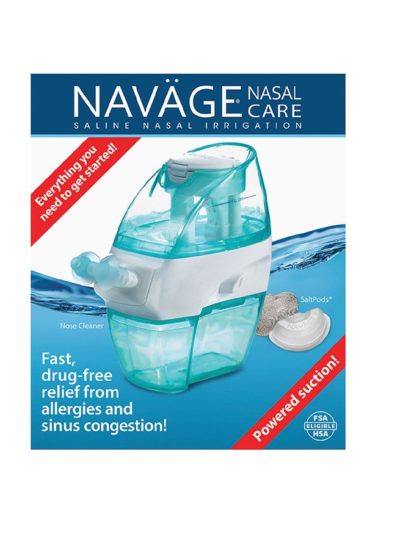 NAVÄGE® NASAL CARE
SALINE NASAL IRRIGATION
Everything you
need to get started!
SaltPods®
Nose Cleaner
Fast,
drug-free
relief from
allergies and
sinus congestion!
Powered suction!
FSA
ELIGIBLE
HSA